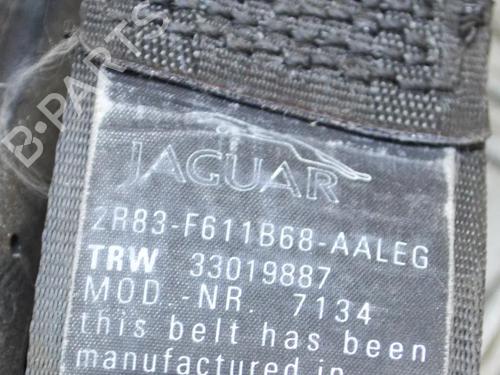 B-PARTS
JAGUAR
2R83-F611B68-AALEG
TRW 33019887
MOD.-NR. 7134
this belt has been
manufactured in